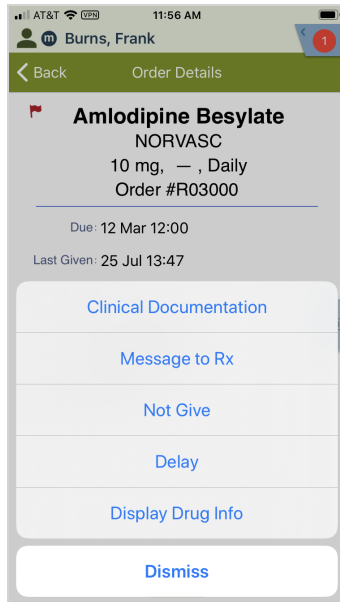 AT&T VPN 11:56 AM
m Burns, Frank 1
Back Order Details
Amlodipine Besylate
NORVASC
10 mg, — , Daily
Order #R03000
Due: 12 Mar 12:00
Last Given: 25 Jul 13:47
Clinical Documentation
Message to Rx
Not Give
Delay
Display Drug Info
Dismiss